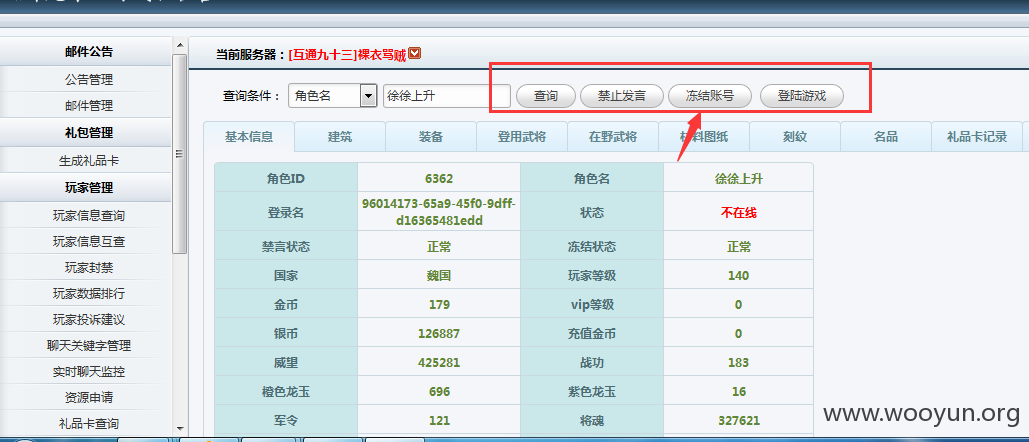 邮件公告
公告管理
邮件管理
礼包管理
生成礼品卡
玩家管理
玩家信息查询
玩家信息互查
玩家封禁
玩家数据排行
玩家投诉建议
聊天关键字管理
实时聊天监控
资源申请
礼品卡查询
当前服务器：[互通九十三]裸衣骂贼
查询条件： 角色名 徐徐上升 查询 禁止发言 冻结账号 登陆游戏
基本信息 建筑 装备 登用武将 在野武将 材料图纸 刻纹 名品 礼品卡记录
角色ID 6362 角色名 徐徐上升
登录名 96014173-65a9-45f0-9dff-d16365481edd 状态 不在线
禁言状态 正常 冻结状态 正常
国家 魏国 玩家等级 140
金币 179 vip等级 0
银币 126887 充值金币 0
威望 425281 战功 183
橙色龙玉 696 紫色龙玉 16
军令 121 将魂 327621
www.wooyun.org